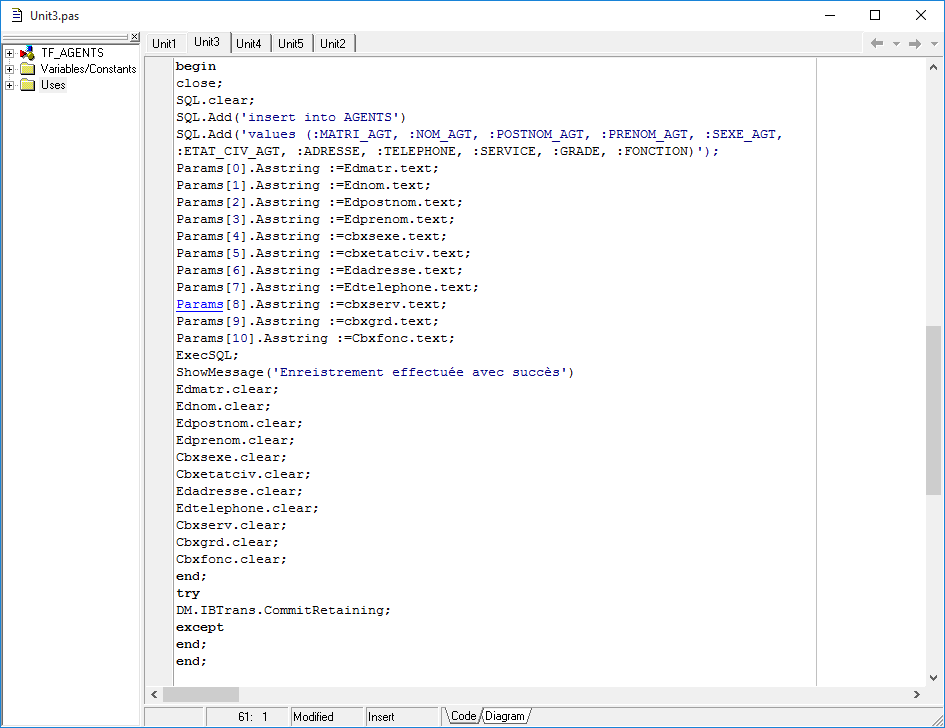 Unit3.pas
TF_AGENTS
Variables/Constants
Uses
Unit1 Unit3 Unit4 Unit5 Unit2
begin
close;
SQL.clear;
SQL.Add('insert into AGENTS')
SQL.Add('values (:MATRI_AGT, :NOM_AGT, :POSTNOM_AGT, :PRENOM_AGT, :SEXE_AGT,
:ETAT_CIV_AGT, :ADRESSE, :TELEPHONE, :SERVICE, :GRADE, :FONCTION)');
Params[0].Asstring :=Edmatr.text;
Params[1].Asstring :=Ednom.text;
Params[2].Asstring :=Edpostnom.text;
Params[3].Asstring :=Edprenom.text;
Params[4].Asstring :=cbxsexe.text;
Params[5].Asstring :=cbxetatciv.text;
Params[6].Asstring :=Edadresse.text;
Params[7].Asstring :=Edtelephone.text;
Params[8].Asstring :=cbxserv.text;
Params[9].Asstring :=cbxgrd.text;
Params[10].Asstring :=Cbxfonc.text;
ExecSQL;
ShowMessage('Enreistrement effectuée avec succès')
Edmatr.clear;
Ednom.clear;
Edpostnom.clear;
Edprenom.clear;
Cbxsexe.clear;
Cbxetatciv.clear;
Edadresse.clear;
Edtelephone.clear;
Cbxserv.clear;
Cbxgrd.clear;
Cbxfonc.clear;
end;
try
DM.IBTrans.CommitRetaining;
except
end;
end;
61: 1 Modified Insert Code Diagram